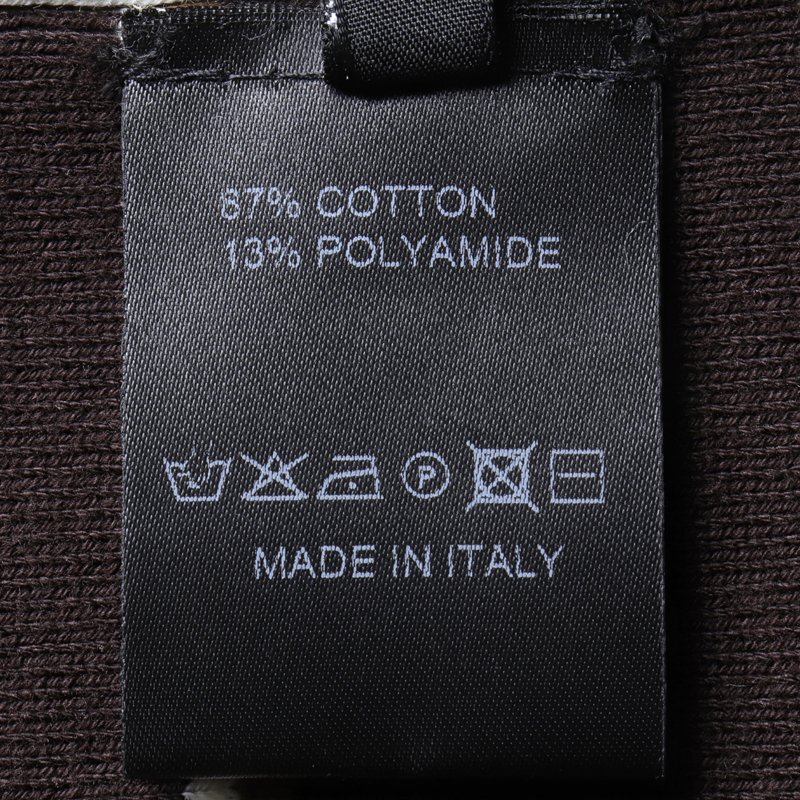 87% COTTON
13% POLYAMIDE
P
MADE IN ITALY